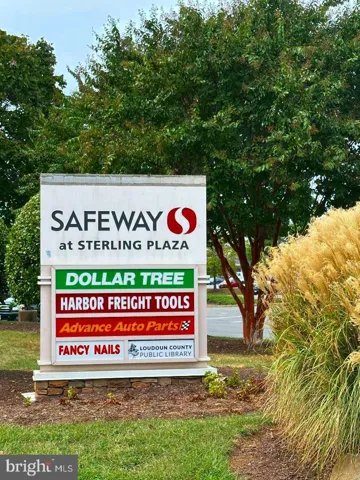 SAFEWAY
at STERLING PLAZA
DOLLAR TREE
HARBOR FREIGHT TOOLS
Advance Auto Parts
FANCY NAILS
LOUDOUN COUNTY
PUBLIC LIBRARY
bright MLS